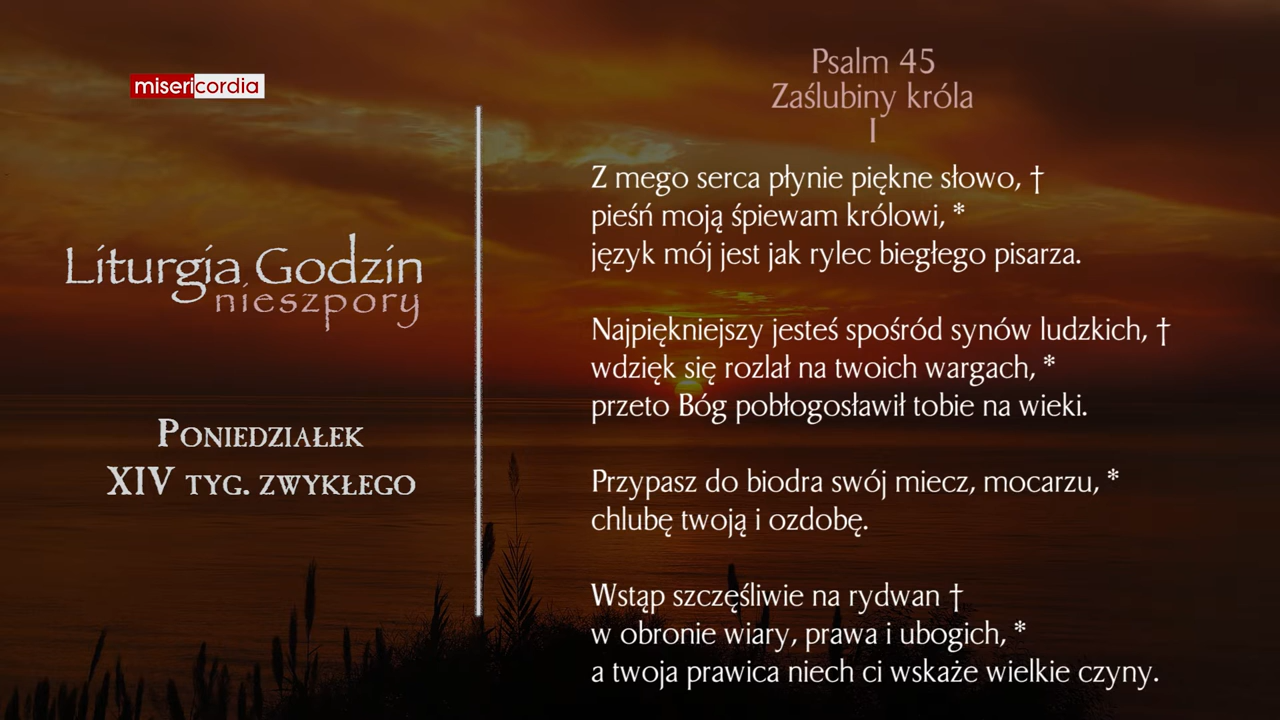 misericordia
Liturgia Godzin
nieszpory
Poniedziałek
XIV tyg. zwykłego
Psalm 45
Zaślubiny króla
I
Z mego serca płynie piękne słowo, †
pieśń moją śpiewam królowi, *
język mój jest jak rylec biegłego pisarza.
Najpiękniejszy jesteś spośród synów ludzkich, †
wdzięk się rozlał na twoich wargach, *
przeto Bóg pobłogosławił tobie na wieki.
Przypasz do biodra swój miecz, mocarzu, *
chlubę twoją i ozdobę.
Wstąp szczęśliwie na rydwan †
w obronie wiary, prawa i ubogich, *
a twoja prawica niech ci wskaże wielkie czyny.